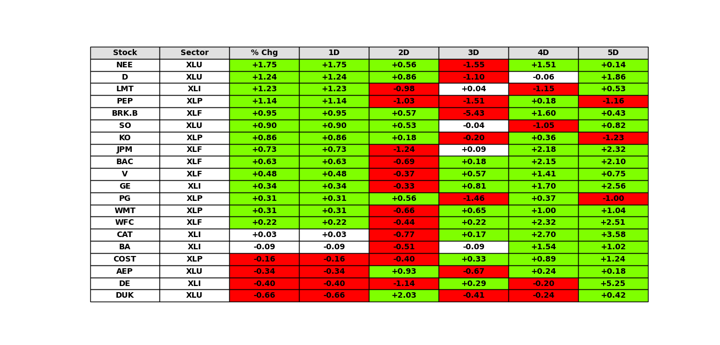 Stock Sector % Chg 1D 2D 3D 4D 5D
NEE XLU +1.75 +1.75 +0.56 -1.55 +1.51 +0.14
D XLU +1.24 +1.24 +0.86 -1.10 -0.06 +1.86
LMT XLI +1.23 +1.23 -0.98 +0.04 -1.15 +0.53
PEP XLP +1.14 +1.14 -1.03 -1.51 +0.18 -1.16
BRK.B XLF +0.95 +0.95 +0.57 -5.43 +1.60 +0.43
SO XLU +0.90 +0.90 +0.53 -0.04 -1.05 +0.82
KO XLP +0.86 +0.86 +0.18 -0.20 +0.36 -1.23
JPM XLF +0.73 +0.73 -1.24 +0.09 +2.18 +2.32
BAC XLF +0.63 +0.63 -0.69 +0.18 +2.15 +2.10
V XLF +0.48 +0.48 -0.37 +0.57 +1.41 +0.75
GE XLI +0.34 +0.34 -0.33 +0.81 +1.70 +2.56
PG XLP +0.31 +0.31 +0.56 -1.46 +0.37 -1.00
WMT XLP +0.31 +0.31 -0.66 +0.65 +1.00 +1.04
WFC XLF +0.22 +0.22 -0.44 +0.22 +2.32 +2.51
CAT XLI +0.03 +0.03 -0.77 +0.17 +2.70 +3.58
BA XLI -0.09 -0.09 -0.51 -0.09 +1.54 +1.02
COST XLP -0.16 -0.16 -0.40 +0.33 +0.89 +1.24
AEP XLU -0.34 -0.34 +0.93 -0.67 +0.24 +0.18
DE XLI -0.40 -0.40 -1.14 +0.29 -0.20 +5.25
DUK XLU -0.66 -0.66 +2.03 -0.41 -0.24 +0.42